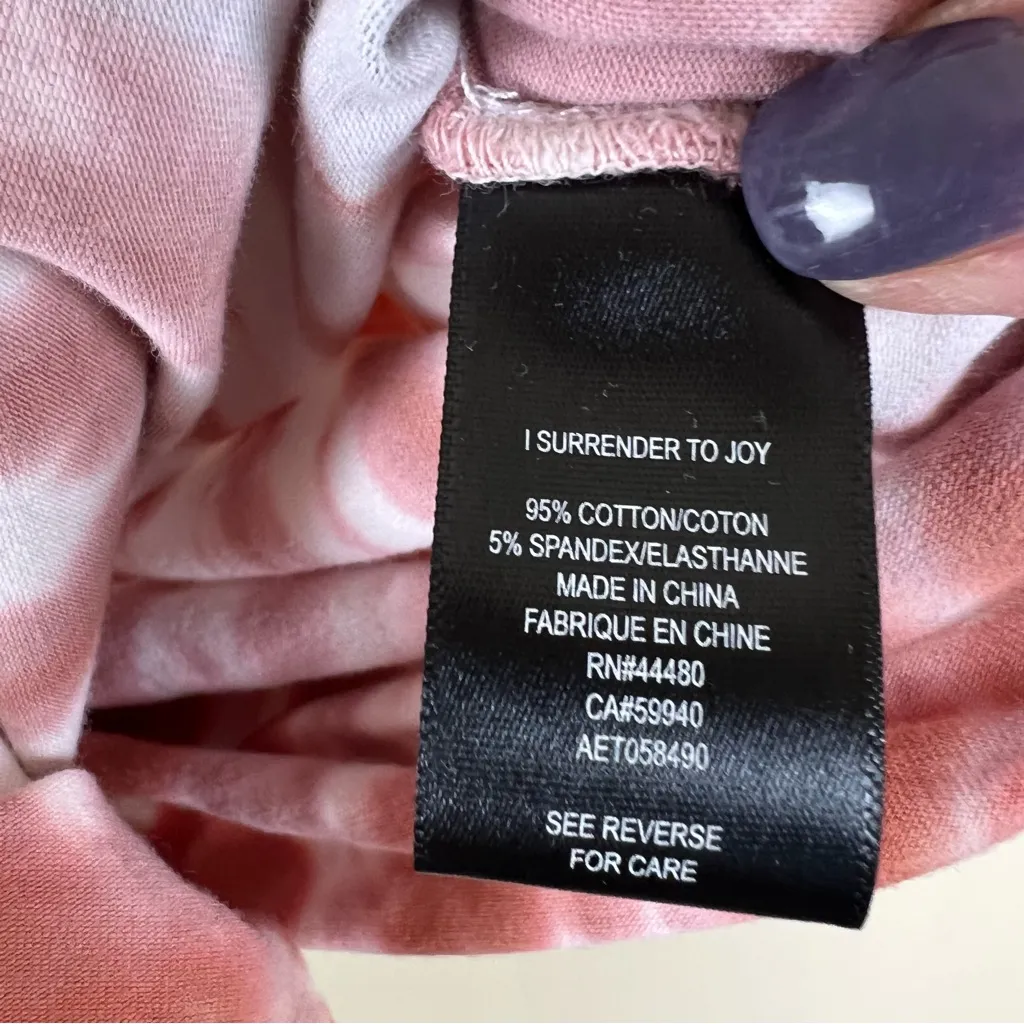 I SURRENDER TO JOY
95% COTTON/COTON
5% SPANDEX/ELASTHANNE
MADE IN CHINA
FABRIQUE EN CHINE
RN#44480
CA#59940
AET058490
SEE REVERSE
FOR CARE